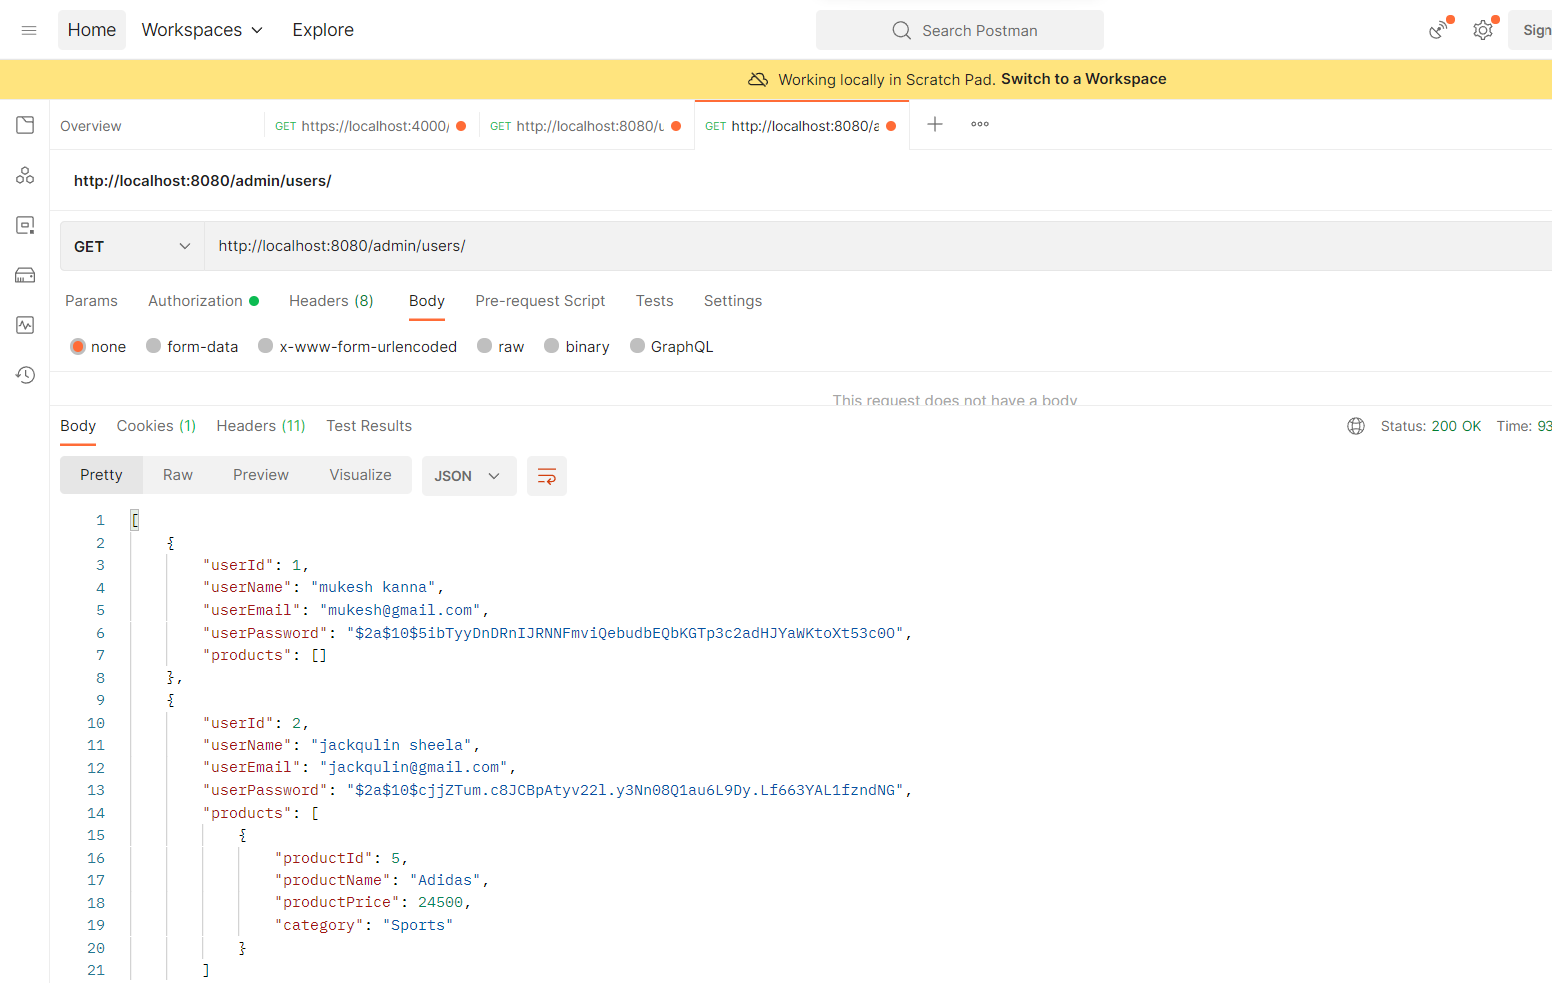 Home Workspaces Explore Search Postman Sign
Working locally in Scratch Pad. Switch to a Workspace
Overview GET https://localhost:4000/ GET http://localhost:8080/u GET http://localhost:8080/a
http://localhost:8080/admin/users/
GET http://localhost:8080/admin/users/
Params Authorization Headers (8) Body Pre-request Script Tests Settings
none form-data x-www-form-urlencoded raw binary GraphQL
This request does not have a body
Body Cookies (1) Headers (11) Test Results Status: 200 OK Time: 93
Pretty Raw Preview Visualize JSON
1 [
2 {
3 "userId": 1,
4 "userName": "mukesh kanna",
5 "userEmail": "mukesh@gmail.com",
6 "userPassword": "$2a$10$5ibTyyDnDRnIJRNNFmviQebudbEQbKGTp3c2adHJYaWKtoXt53c0O",
7 "products": []
8 },
9 {
10 "userId": 2,
11 "userName": "jackqulin sheela",
12 "userEmail": "jackqulin@gmail.com",
13 "userPassword": "$2a$10$cjjZTum.c8JCBpAtyv22l.y3Nn08Q1au6L9Dy.Lf663YAL1fzndNG",
14 "products": [
15 {
16 "productId": 5,
17 "productName": "Adidas",
18 "productPrice": 24500,
19 "category": "Sports"
20 }
21 ]